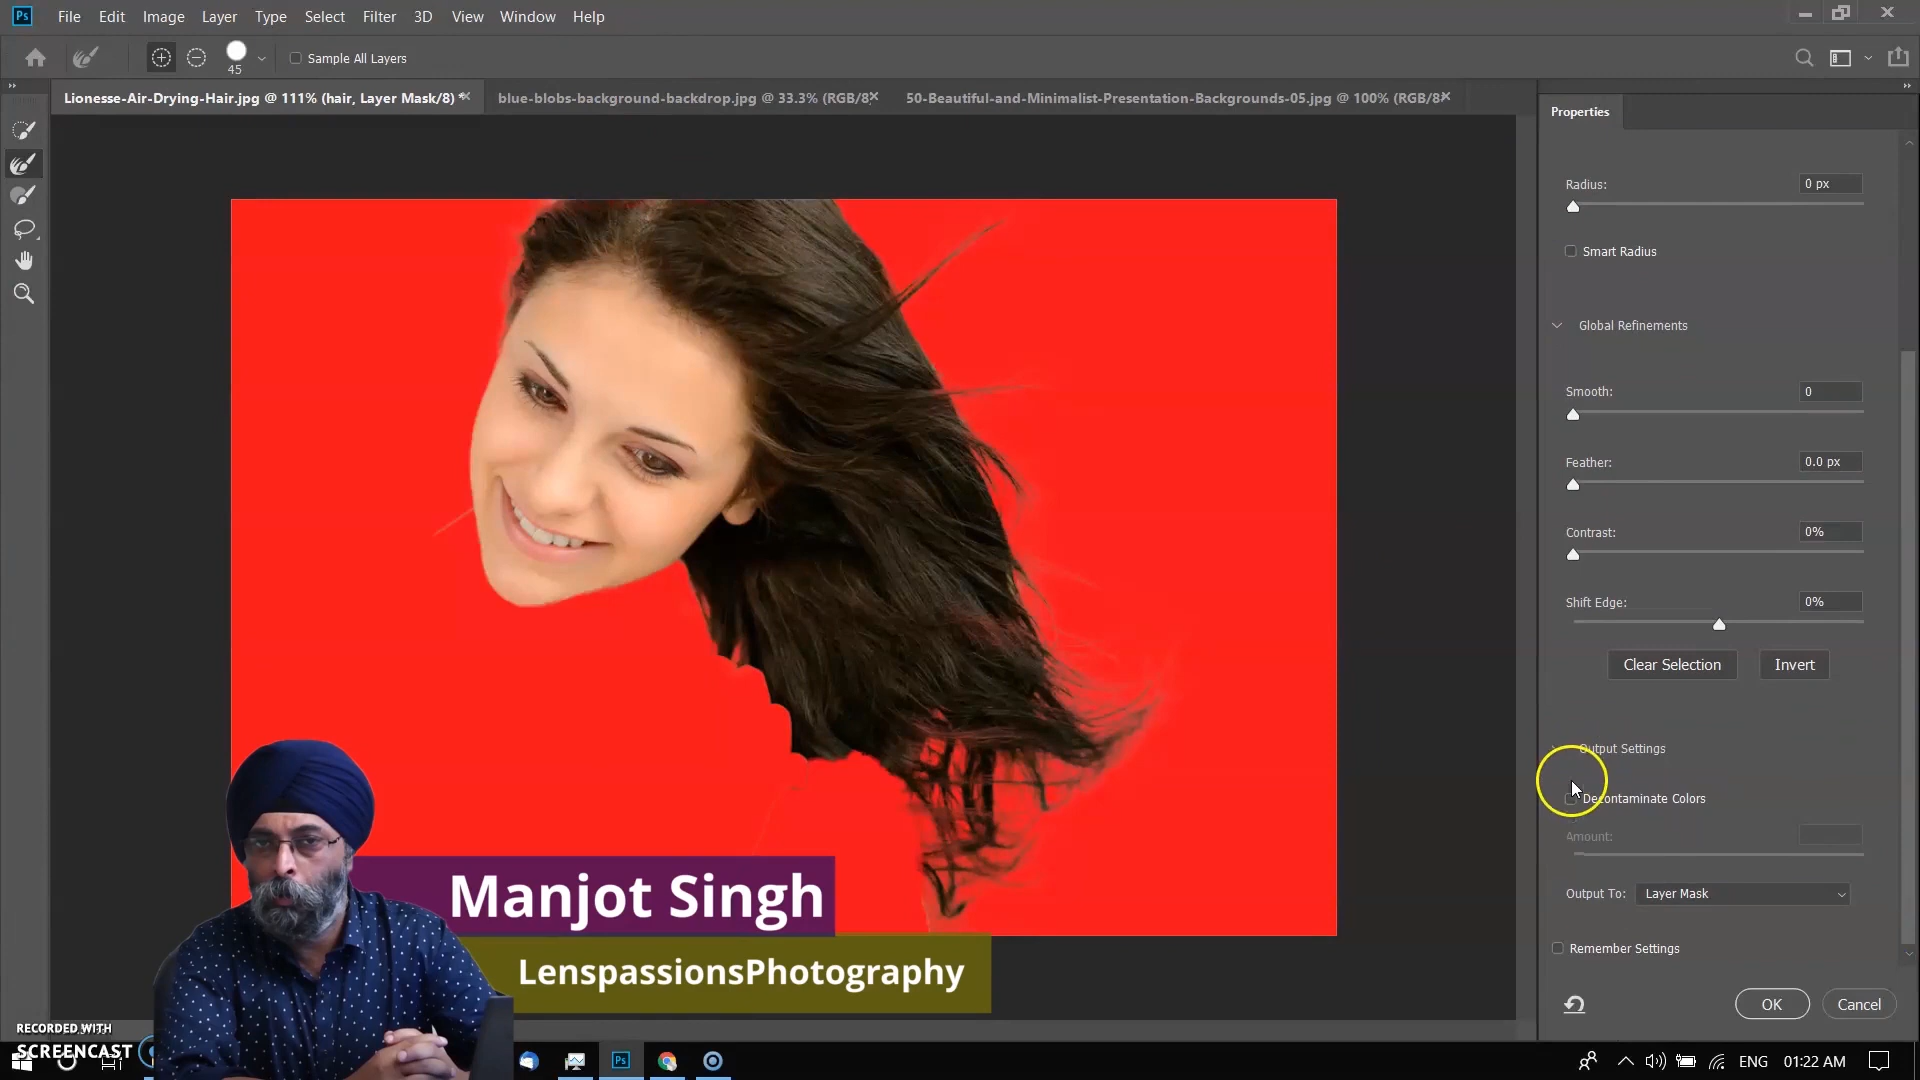 Ps File Edit Image Layer Type Select Filter 3D View Window Help
45 Sample All Layers
Lionesse-Air-Drying-Hair.jpg @ 111% (hair, Layer Mask/8) *
blue-blobs-background-backdrop.jpg @ 33.3% (RGB/8)
50-Beautiful-and-Minimalist-Presentation-Backgrounds-05.jpg @ 100% (RGB/8
Properties
Radius: 0 px
Smart Radius
Global Refinements
Smooth: 0
Feather: 0.0 px
Contrast: 0%
Shift Edge: 0%
Clear Selection Invert
Output Settings
Decontaminate Colors
Amount:
Output To: Layer Mask
Remember Settings
OK Cancel
Manjot Singh
LenspassionsPhotography
RECORDED WITH
SCREENCAST
Ps
ENG 01:22 AM